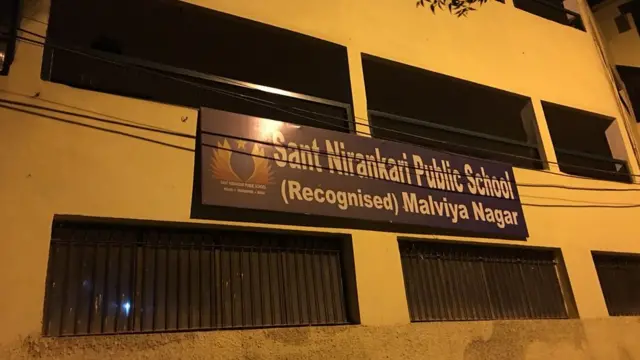 Sant Nirankari Public School
(Recognised) Malviya Nagar